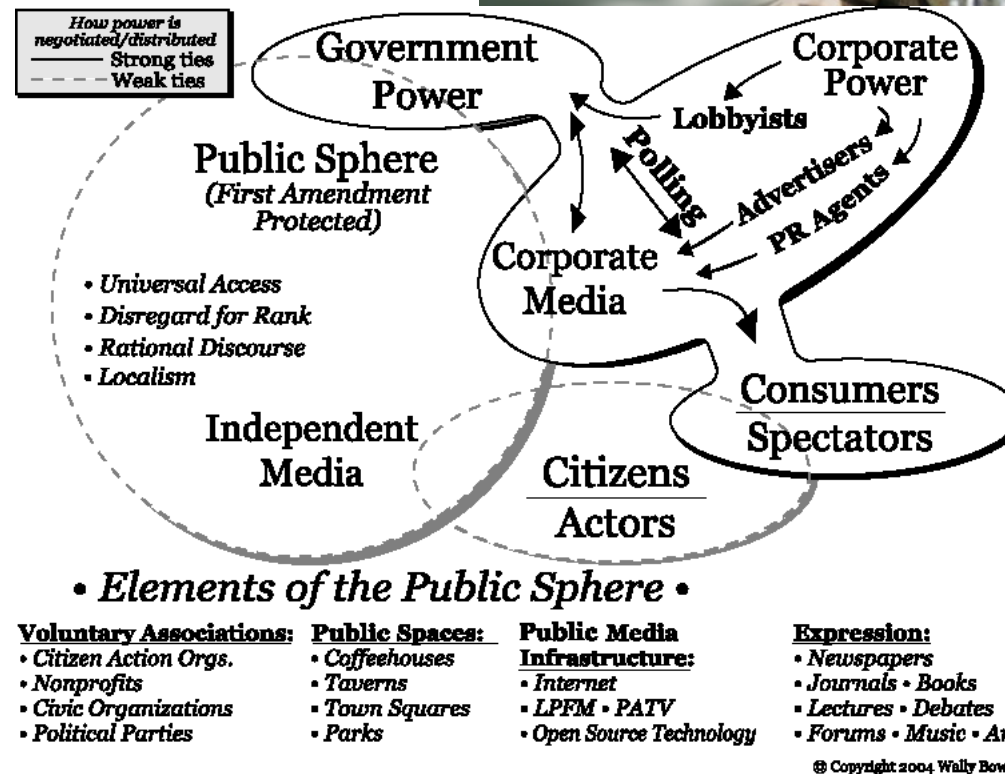 How power is
negotiated/distributed
Strong ties
Weak ties
Government
Power
Corporate
Power
Lobbyists
Polling
Advertisers
PR Agents
Public Sphere
(First Amendment
Protected)
• Universal Access
• Disregard for Rank
• Rational Discourse
• Localism
Corporate
Media
Independent
Media
Consumers
Spectators
Citizens
Actors
• Elements of the Public Sphere •
Voluntary Associations:
• Citizen Action Orgs.
• Nonprofits
• Civic Organizations
• Political Parties
Public Spaces:
• Coffeehouses
• Taverns
• Town Squares
• Parks
Public Media
Infrastructure:
• Internet
• LPFM • PATV
• Open Source Technology
Expression:
• Newspapers
• Journals • Books
• Lectures • Debates
• Forums • Music •
© Copyright 2004 Wally